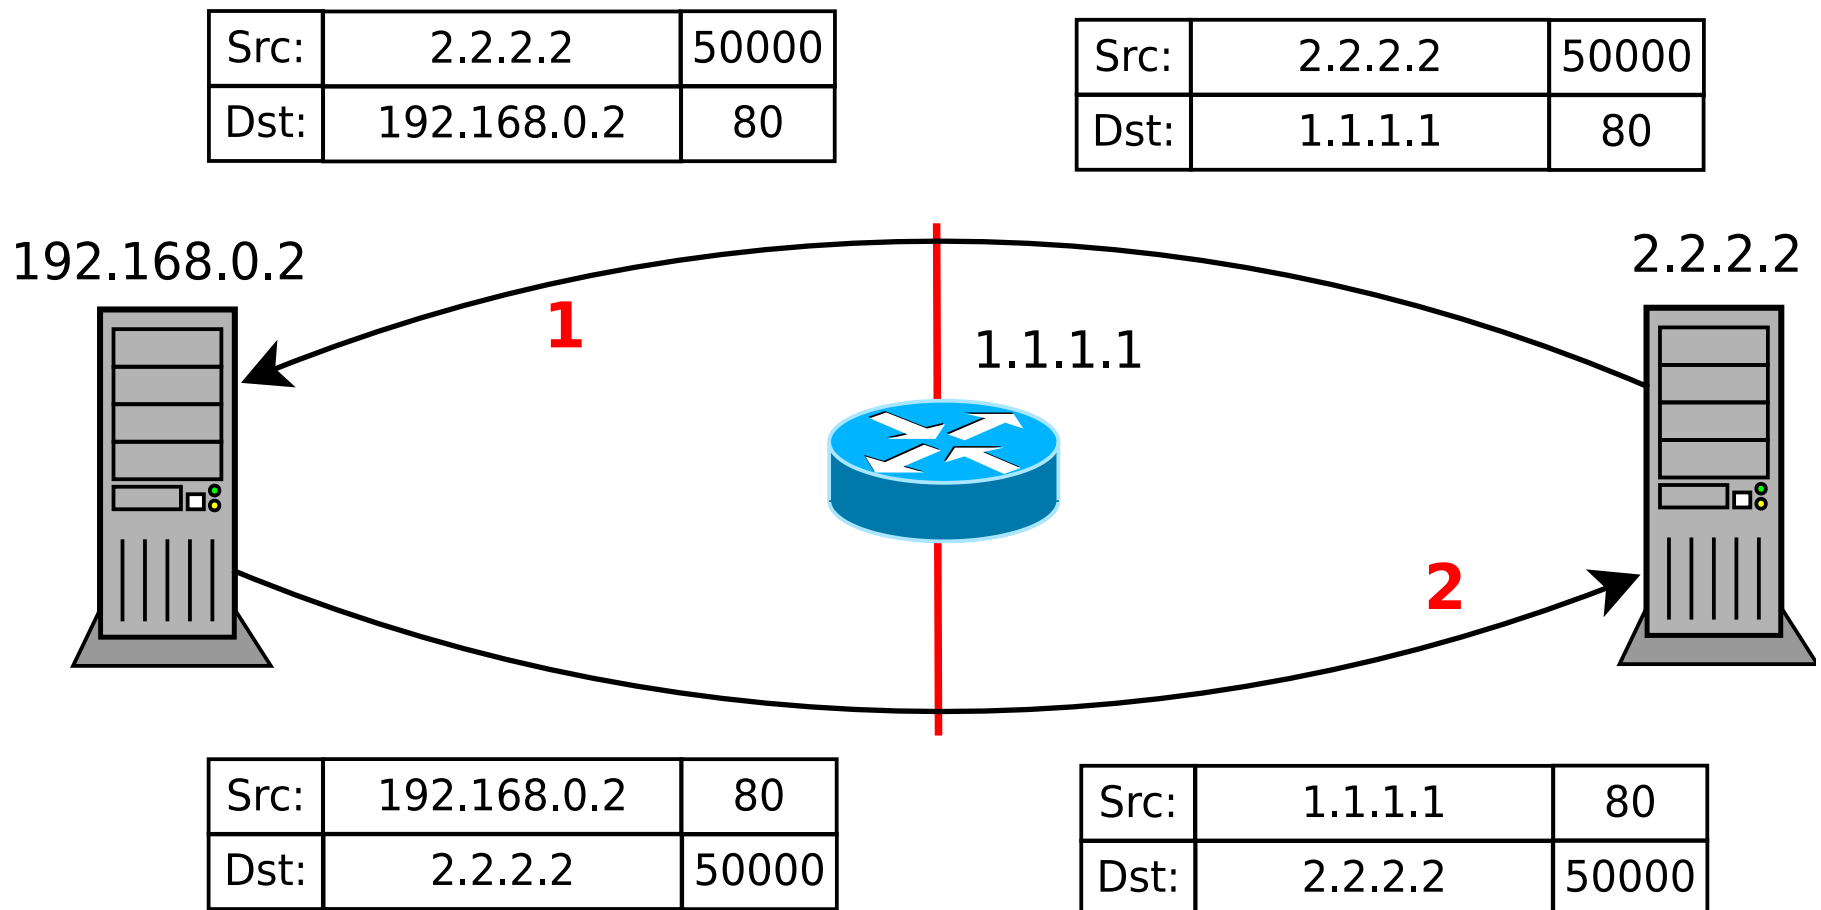 Src: 2.2.2.2 50000
Dst: 192.168.0.2 80
Src: 2.2.2.2 50000
Dst: 1.1.1.1 80
192.168.0.2
2.2.2.2
1
1.1.1.1
2
Src: 192.168.0.2 80
Dst: 2.2.2.2 50000
Src: 1.1.1.1 80
Dst: 2.2.2.2 50000